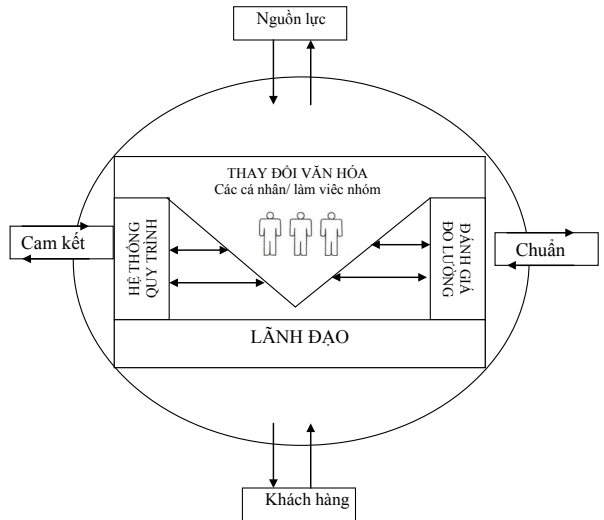 Nguồn lực
THAY ĐỔI VĂN HÓA
Các cá nhân/ làm viêc nhóm
Cam kết
HỆ THỐNG
QUY TRÌNH
ĐÁNH GIÁ
ĐO LƯỜNG
Chuẩn
LÃNH ĐẠO
Khách hàng